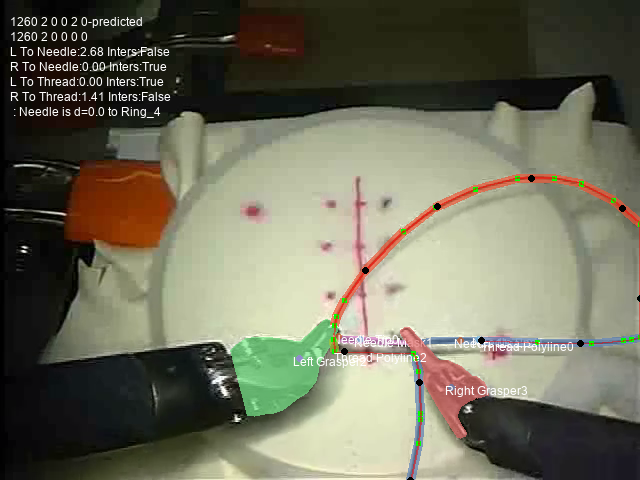 1260 2 0 0 2 0-predicted
1260 2 0 0 0 0
L To Needle:2.68 Inters:False
R To Needle:0.00 Inters:True
L To Thread:0.00 Inters:True
R To Thread:1.41 Inters:False
: Needle is d=0.0 to Ring_4
Thread Polyline0
Thread Polyline2
Left Grasper
Right Grasper3